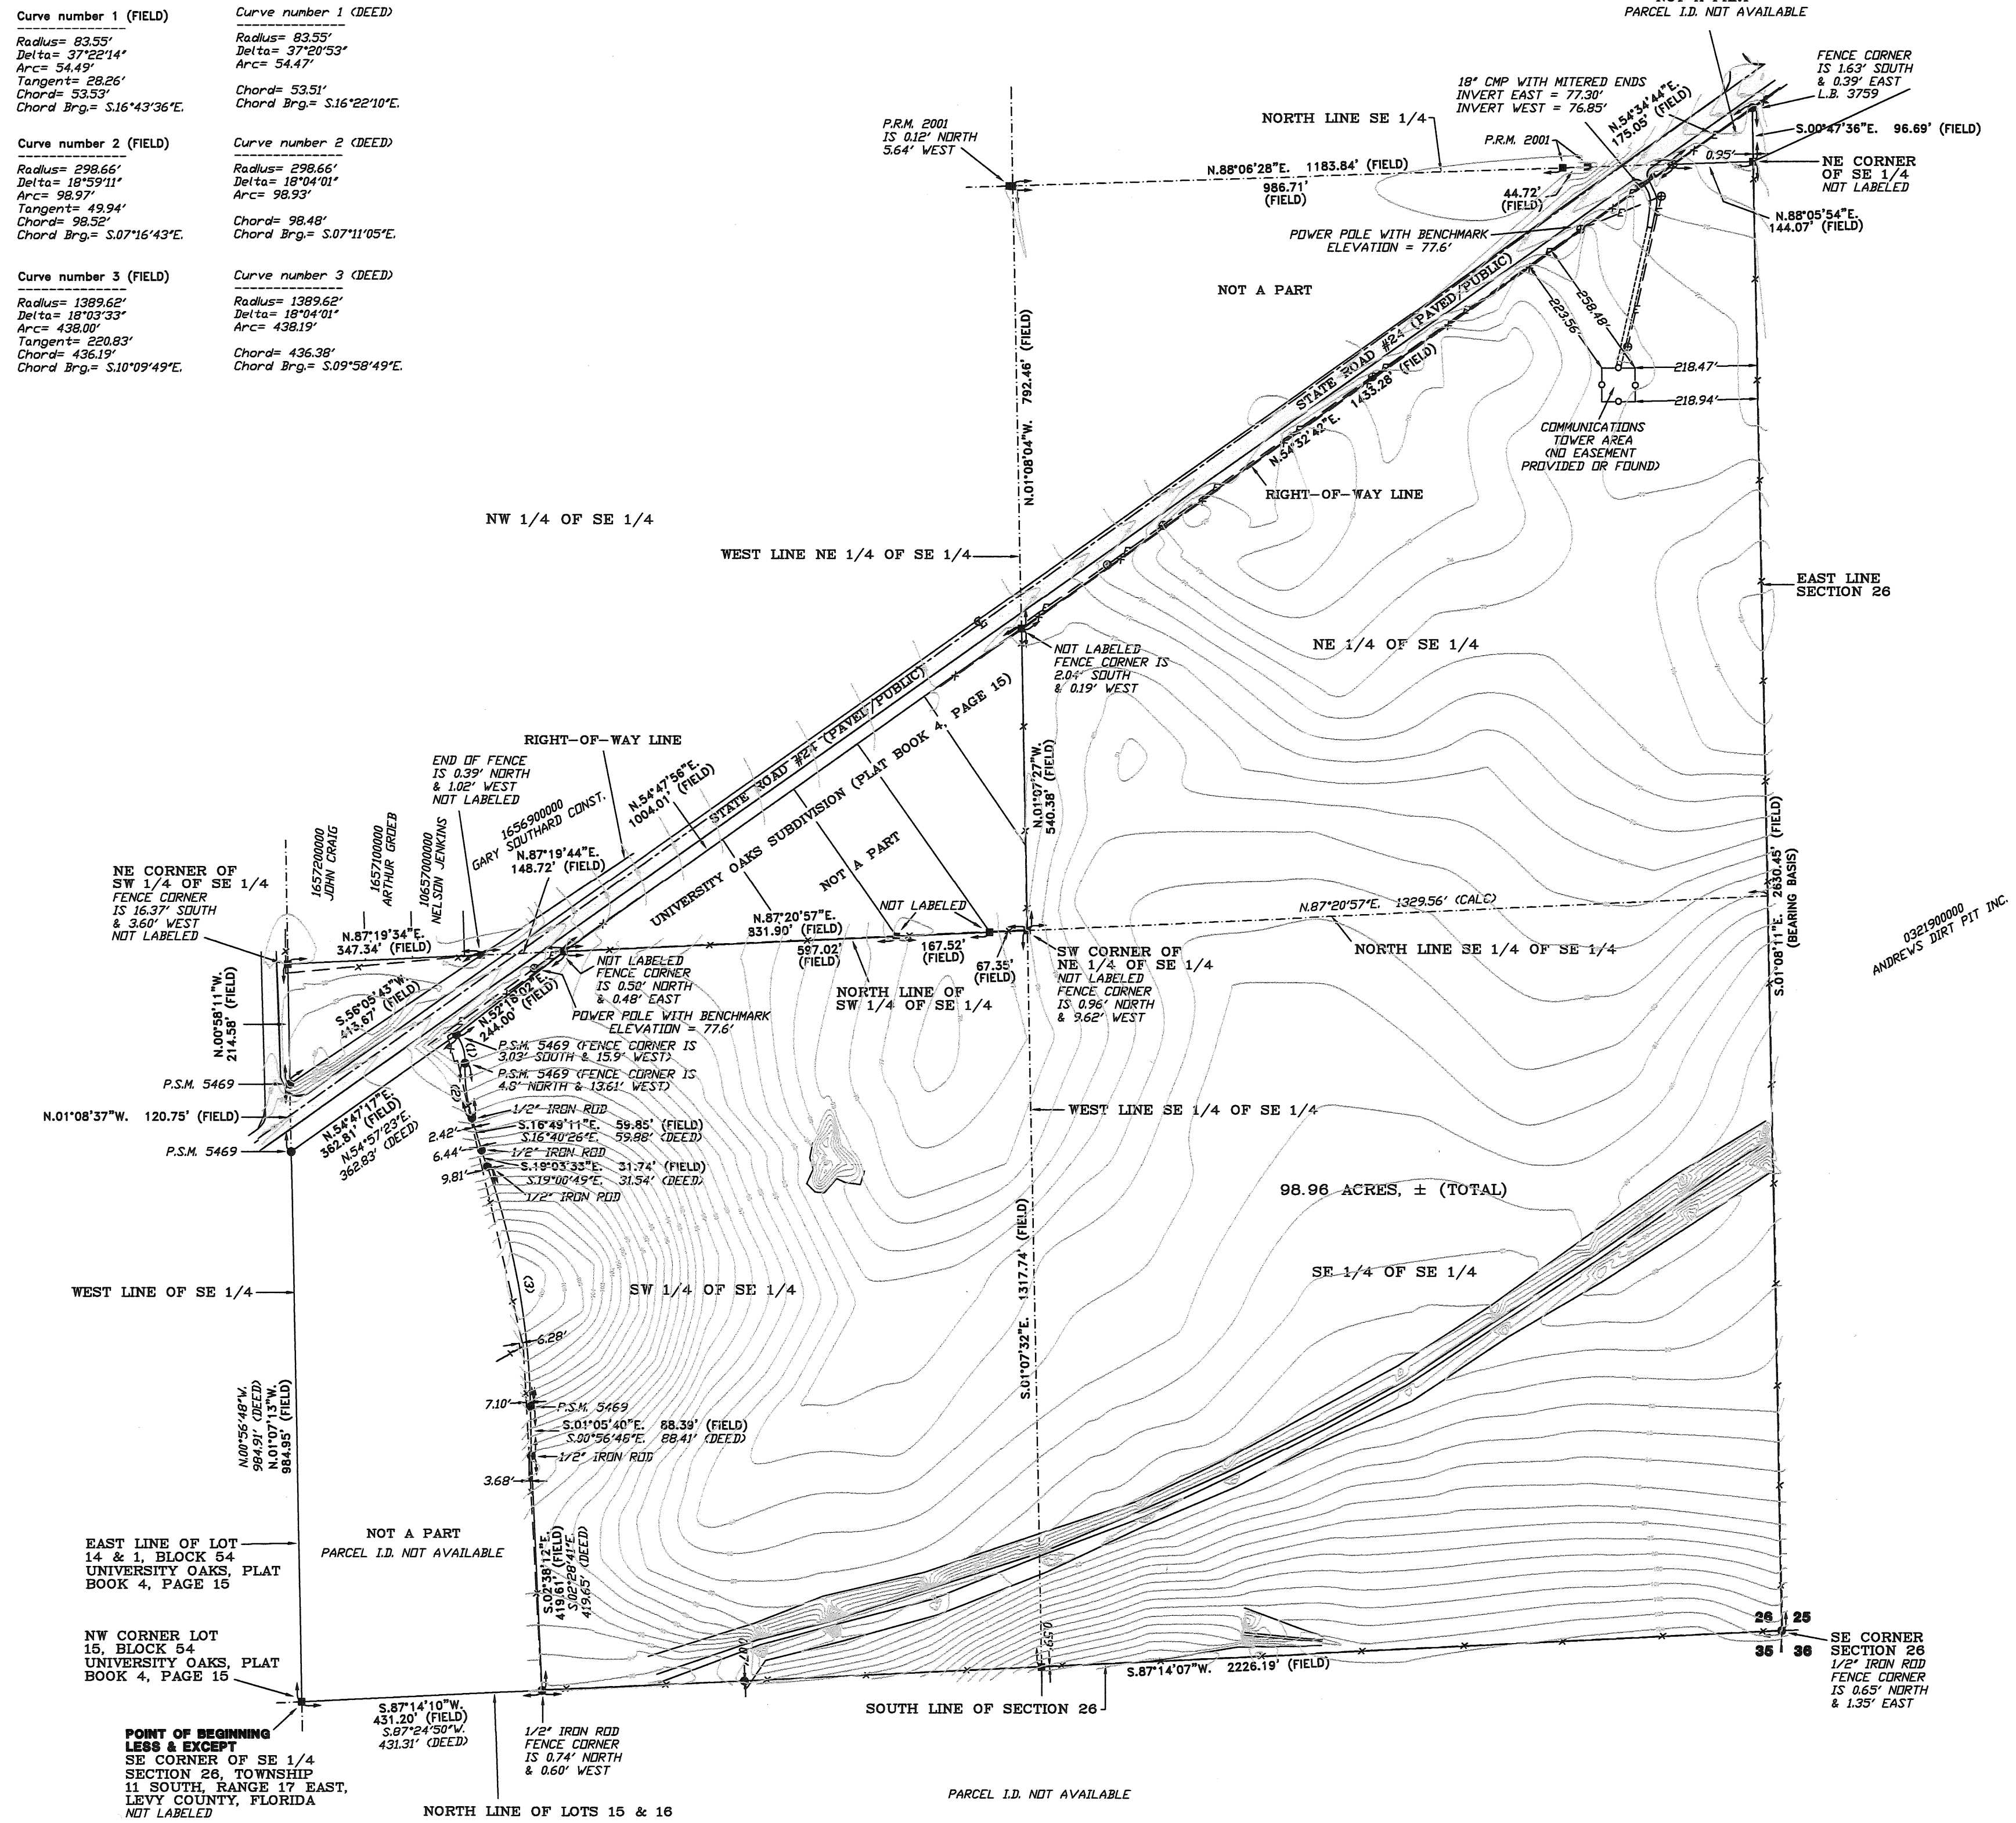 Curve number 1 (FIELD)
Radius= 83.55'
Delta= 37°22'14"
Arc= 54.49'
Tangent= 28.26'
Chord= 53.53'
Chord Brg.= S.16°43'36"E.
Curve number 1 (DEED)
Radius= 83.55'
Delta= 37°20'53"
Arc= 54.47'
Chord= 53.51'
Chord Brg.= S.16°22'10"E.
Curve number 2 (FIELD)
Radius= 298.66'
Delta= 18°59'11"
Arc= 98.97'
Tangent= 49.94'
Chord= 98.52'
Chord Brg.= S.07°16'43"E.
Curve number 2 (DEED)
Radius= 298.66'
Delta= 18°04'01"
Arc= 98.93'
Chord= 98.48'
Chord Brg.= S.07°11'05"E.
Curve number 3 (FIELD)
Radius= 1389.62'
Delta= 18°03'33"
Arc= 438.00'
Tangent= 220.83'
Chord= 436.19'
Chord Brg.= S.10°09'49"E.
Curve number 3 (DEED)
Radius= 1389.62'
Delta= 18°04'01"
Arc= 438.19'
Chord= 436.38'
Chord Brg.= S.09°58'49"E.
PARCEL I.D. NOT AVAILABLE
FENCE CORNER
IS 1.63' SOUTH
& 0.39' EAST
L.B. 3759
18" CMP WITH MITERED ENDS
INVERT EAST = 77.30'
INVERT WEST = 76.85'
N.54°34'44"E.
175.05' (FIELD)
S.00°47'36"E. 96.69' (FIELD)
P.R.M. 2001
IS 0.12' NORTH
5.64' WEST
NORTH LINE SE 1/4
P.R.M. 2001
0.95'
NE CORNER
OF SE 1/4
NOT LABELED
N.88°06'28"E. 1183.84' (FIELD)
986.71'
(FIELD)
44.72'
(FIELD)
N.88°05'54"E.
144.07' (FIELD)
POWER POLE WITH BENCHMARK
ELEVATION = 77.6'
NOT A PART
STATE ROAD #24 (PAVED/PUBLIC)
N.54°32'42"E. 1433.28' (FIELD)
223.56'
258.48'
218.47'
218.94'
COMMUNICATIONS
TOWER AREA
(NO EASEMENT
PROVIDED OR FOUND)
N.01°08'04"W. 792.46' (FIELD)
RIGHT-OF-WAY LINE
NW 1/4 OF SE 1/4
WEST LINE NE 1/4 OF SE 1/4
EAST LINE
SECTION 26
NE 1/4 OF SE 1/4
NOT LABELED
FENCE CORNER IS
2.04' SOUTH
& 0.19' WEST
STATE ROAD #24 (PAVED/PUBLIC)
UNIVERSITY OAKS SUBDIVISION (PLAT BOOK 4, PAGE 15)
NOT A PART
RIGHT-OF-WAY LINE
END OF FENCE
IS 0.39' NORTH
& 1.02' WEST
NOT LABELED
N.54°47'56"E.
1004.01' (FIELD)
1656900000
GARY SOUTHARD CONST.
1657200000
JOHN CRAIG
1657100000
ARTHUR GROEB
1065700000
NELSON JENKINS
N.87°19'44"E.
148.72' (FIELD)
N.01°07'27"W.
540.38' (FIELD)
NE CORNER OF
SW 1/4 OF SE 1/4
FENCE CORNER
IS 16.37' SOUTH
& 3.60' WEST
NOT LABELED
N.87°19'34"E.
347.34' (FIELD)
N.87°20'57"E.
831.90' (FIELD)
597.02'
(FIELD)
NOT LABELED
167.52'
(FIELD)
67.35'
(FIELD)
N.87°20'57"E. 1329.56' (CALC)
NORTH LINE SE 1/4 OF SE 1/4
S.01°08'11"E. 2630.45' (FIELD)
(BEARING BASIS)
0321900000
ANDREWS DIRT PIT INC.
SW CORNER OF
NE 1/4 OF SE 1/4
NOT LABELED
FENCE CORNER
IS 0.96' NORTH
& 9.62' WEST
NORTH LINE OF
SW 1/4 OF SE 1/4
NOT LABELED
FENCE CORNER
IS 0.50' NORTH
& 0.48' EAST
POWER POLE WITH BENCHMARK
ELEVATION = 77.6'
N.00°58'11"W.
214.58' (FIELD)
S.56°05'43"W.
413.67' (FIELD)
N.52°18'02"E.
244.00' (FIELD)
P.S.M. 5469 (FENCE CORNER IS
3.03' SOUTH & 15.9' WEST)
P.S.M. 5469 (FENCE CORNER IS
4.8' NORTH & 13.61' WEST)
(1)
(2)
P.S.M. 5469
N.01°08'37"W. 120.75' (FIELD)
P.S.M. 5469
N.54°47'17"E.
362.81' (FIELD)
N.54°57'23"E.
362.83' (DEED)
1/2" IRON ROD
S.16°49'11"E. 59.85' (FIELD)
S.16°40'26"E. 59.88' (DEED)
2.42'
1/2" IRON ROD
6.44'
S.19°03'33"E. 31.74' (FIELD)
S.19°00'49"E. 31.54' (DEED)
9.81'
1/2" IRON ROD
WEST LINE SE 1/4 OF SE 1/4
98.96 ACRES, ± (TOTAL)
SE 1/4 OF SE 1/4
S.01°07'32"E. 1317.74' (FIELD)
WEST LINE OF SE 1/4
SW 1/4 OF SE 1/4
(3)
6.28'
7.10'
P.S.M. 5469
S.01°05'40"E. 88.39' (FIELD)
S.00°56'46"E. 88.41' (DEED)
1/2" IRON ROD
3.68'
N.00°56'48"W.
984.91' (DEED)
N.01°07'13"W.
984.95' (FIELD)
NOT A PART
PARCEL I.D. NOT AVAILABLE
S.02°38'12"E.
419.61' (FIELD)
S.02°28'41"E.
419.65' (DEED)
EAST LINE OF LOT
14 & 1, BLOCK 54
UNIVERSITY OAKS, PLAT
BOOK 4, PAGE 15
NW CORNER LOT
15, BLOCK 54
UNIVERSITY OAKS, PLAT
BOOK 4, PAGE 15
0.59'
26 25
35 36
SE CORNER
SECTION 26
1/2" IRON ROD
FENCE CORNER
IS 0.65' NORTH
& 1.35' EAST
S.87°14'07"W. 2226.19' (FIELD)
SOUTH LINE OF SECTION 26
S.87°14'10"W.
431.20' (FIELD)
S.87°24'50"W.
431.31' (DEED)
1/2" IRON ROD
FENCE CORNER
IS 0.74' NORTH
& 0.60' WEST
POINT OF BEGINNING
LESS & EXCEPT
SE CORNER OF SE 1/4
SECTION 26, TOWNSHIP
11 SOUTH, RANGE 17 EAST,
LEVY COUNTY, FLORIDA
NOT LABELED
NORTH LINE OF LOTS 15 & 16
PARCEL I.D. NOT AVAILABLE